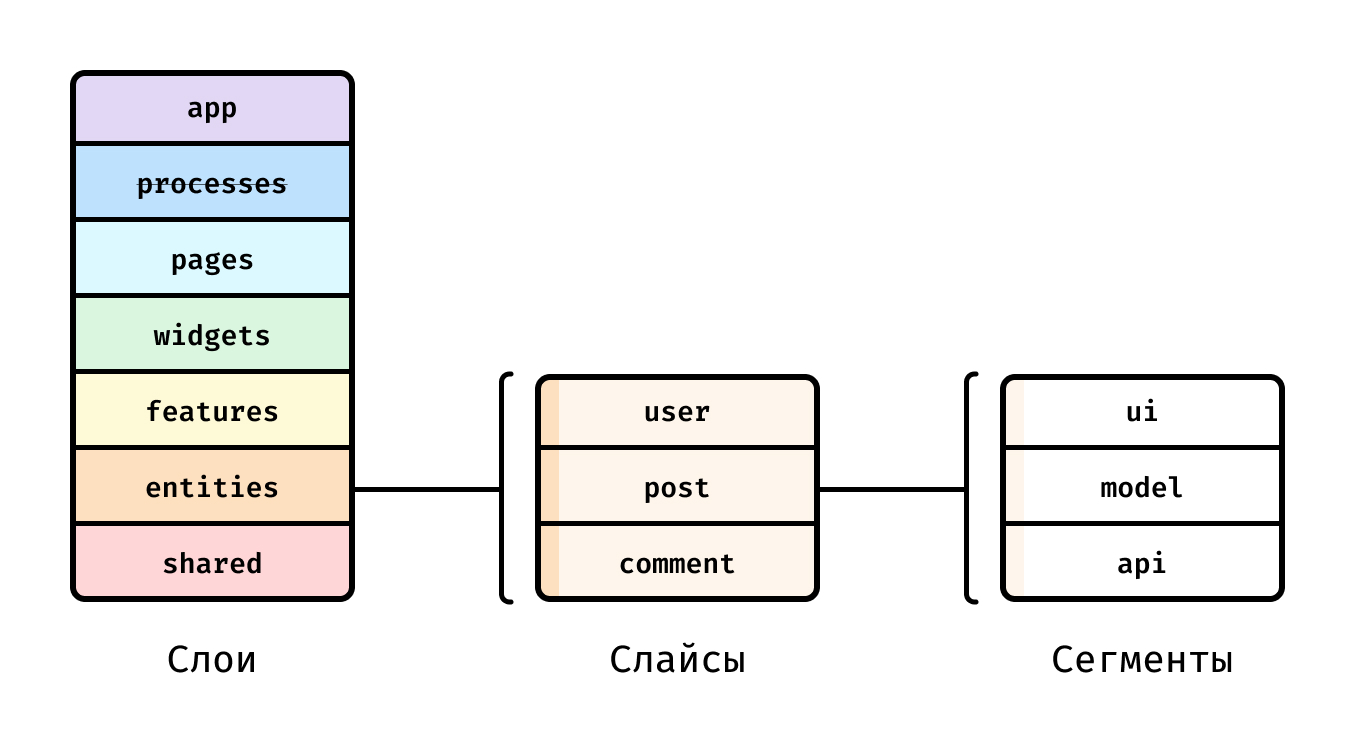 app
processes
pages
widgets
features
entities
shared
Слои
user
post
comment
Слайсы
ui
model
api
Сегменты